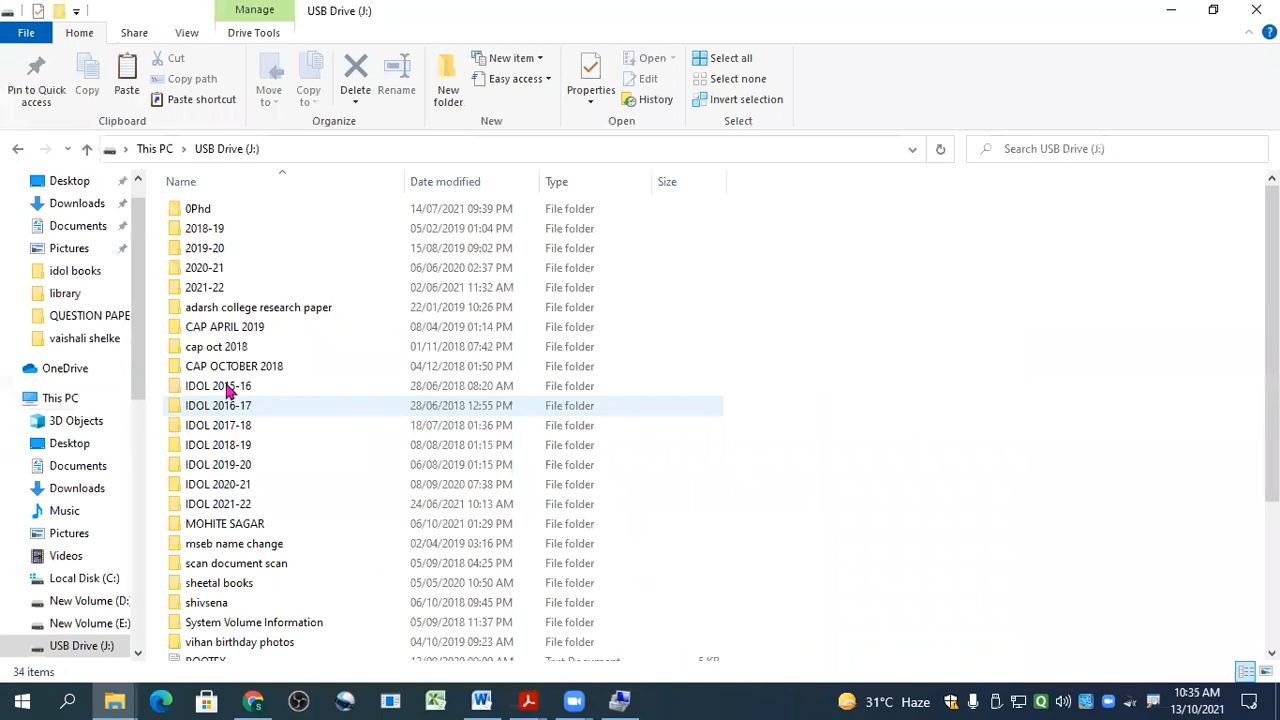 Manage
USB Drive (J:)
File
Home
Share
View
Drive Tools
Pin to Quick access
Copy
Paste
Cut
Copy path
Paste shortcut
Clipboard
Move to
Copy to
Delete
Rename
Organize
New folder
New item
Easy access
New
Properties
Open
Edit
History
Open
Select all
Select none
Invert selection
Select
This PC > USB Drive (J:)
Search USB Drive (J:)
Desktop
Downloads
Documents
Pictures
idol books
library
QUESTION PAPE
vaishali shelke
OneDrive
This PC
3D Objects
Desktop
Documents
Downloads
Music
Pictures
Videos
Local Disk (C:)
New Volume (D:
New Volume (E:)
USB Drive (J:)
Name Date modified Type Size
0Phd 14/07/2021 09:39 PM File folder
2018-19 05/02/2019 01:04 PM File folder
2019-20 15/08/2019 09:02 PM File folder
2020-21 06/06/2020 02:37 PM File folder
2021-22 02/06/2021 11:32 AM File folder
adarsh college research paper 22/01/2019 10:26 PM File folder
CAP APRIL 2019 08/04/2019 01:14 PM File folder
cap oct 2018 01/11/2018 07:42 PM File folder
CAP OCTOBER 2018 04/12/2018 01:50 PM File folder
IDOL 2015-16 28/06/2018 08:20 AM File folder
IDOL 2016-17 28/06/2018 12:55 PM File folder
IDOL 2017-18 18/07/2018 01:36 PM File folder
IDOL 2018-19 08/08/2018 01:15 PM File folder
IDOL 2019-20 06/08/2019 01:15 PM File folder
IDOL 2020-21 08/09/2020 07:38 PM File folder
IDOL 2021-22 24/06/2021 10:13 AM File folder
MOHITE SAGAR 06/10/2021 01:29 PM File folder
mseb name change 02/04/2019 03:16 PM File folder
scan document scan 05/09/2018 04:25 PM File folder
sheetal books 05/05/2020 10:50 AM File folder
shivsena 06/10/2018 09:45 PM File folder
System Volume Information 05/09/2018 11:37 PM File folder
vihan birthday photos 04/10/2019 09:23 AM File folder
34 items
31°C Haze
10:35 AM
13/10/2021